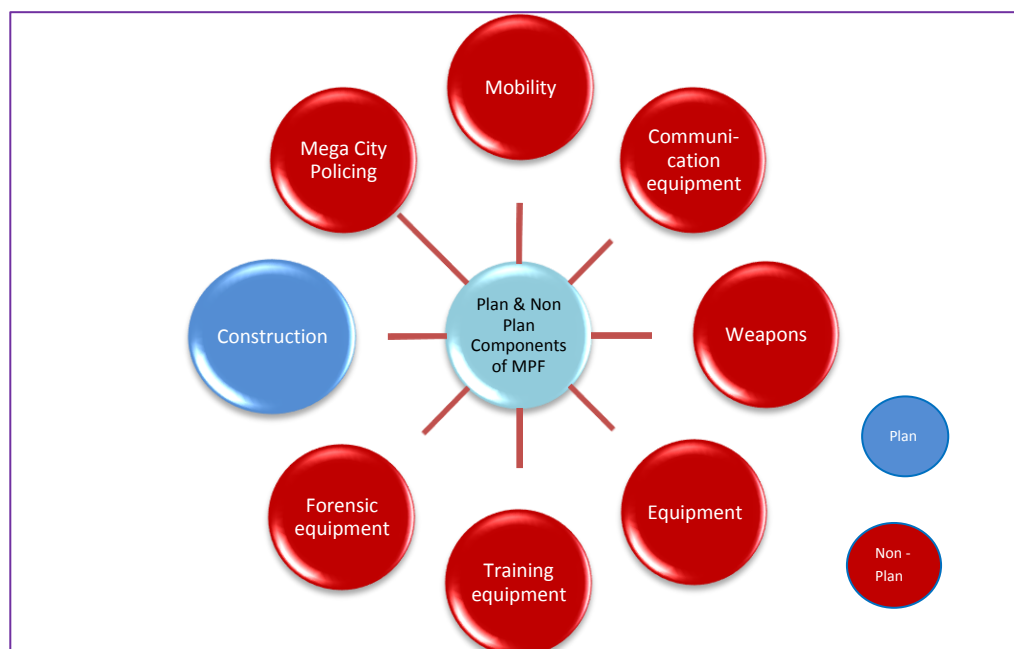 Mobility
Mega City
Policing
Communi-
cation
equipment
Plan & Non
Plan
Components
of MPF
Construction
Weapons
Plan
Forensic
equipment
Equipment
Training
equipment
Non -
Plan